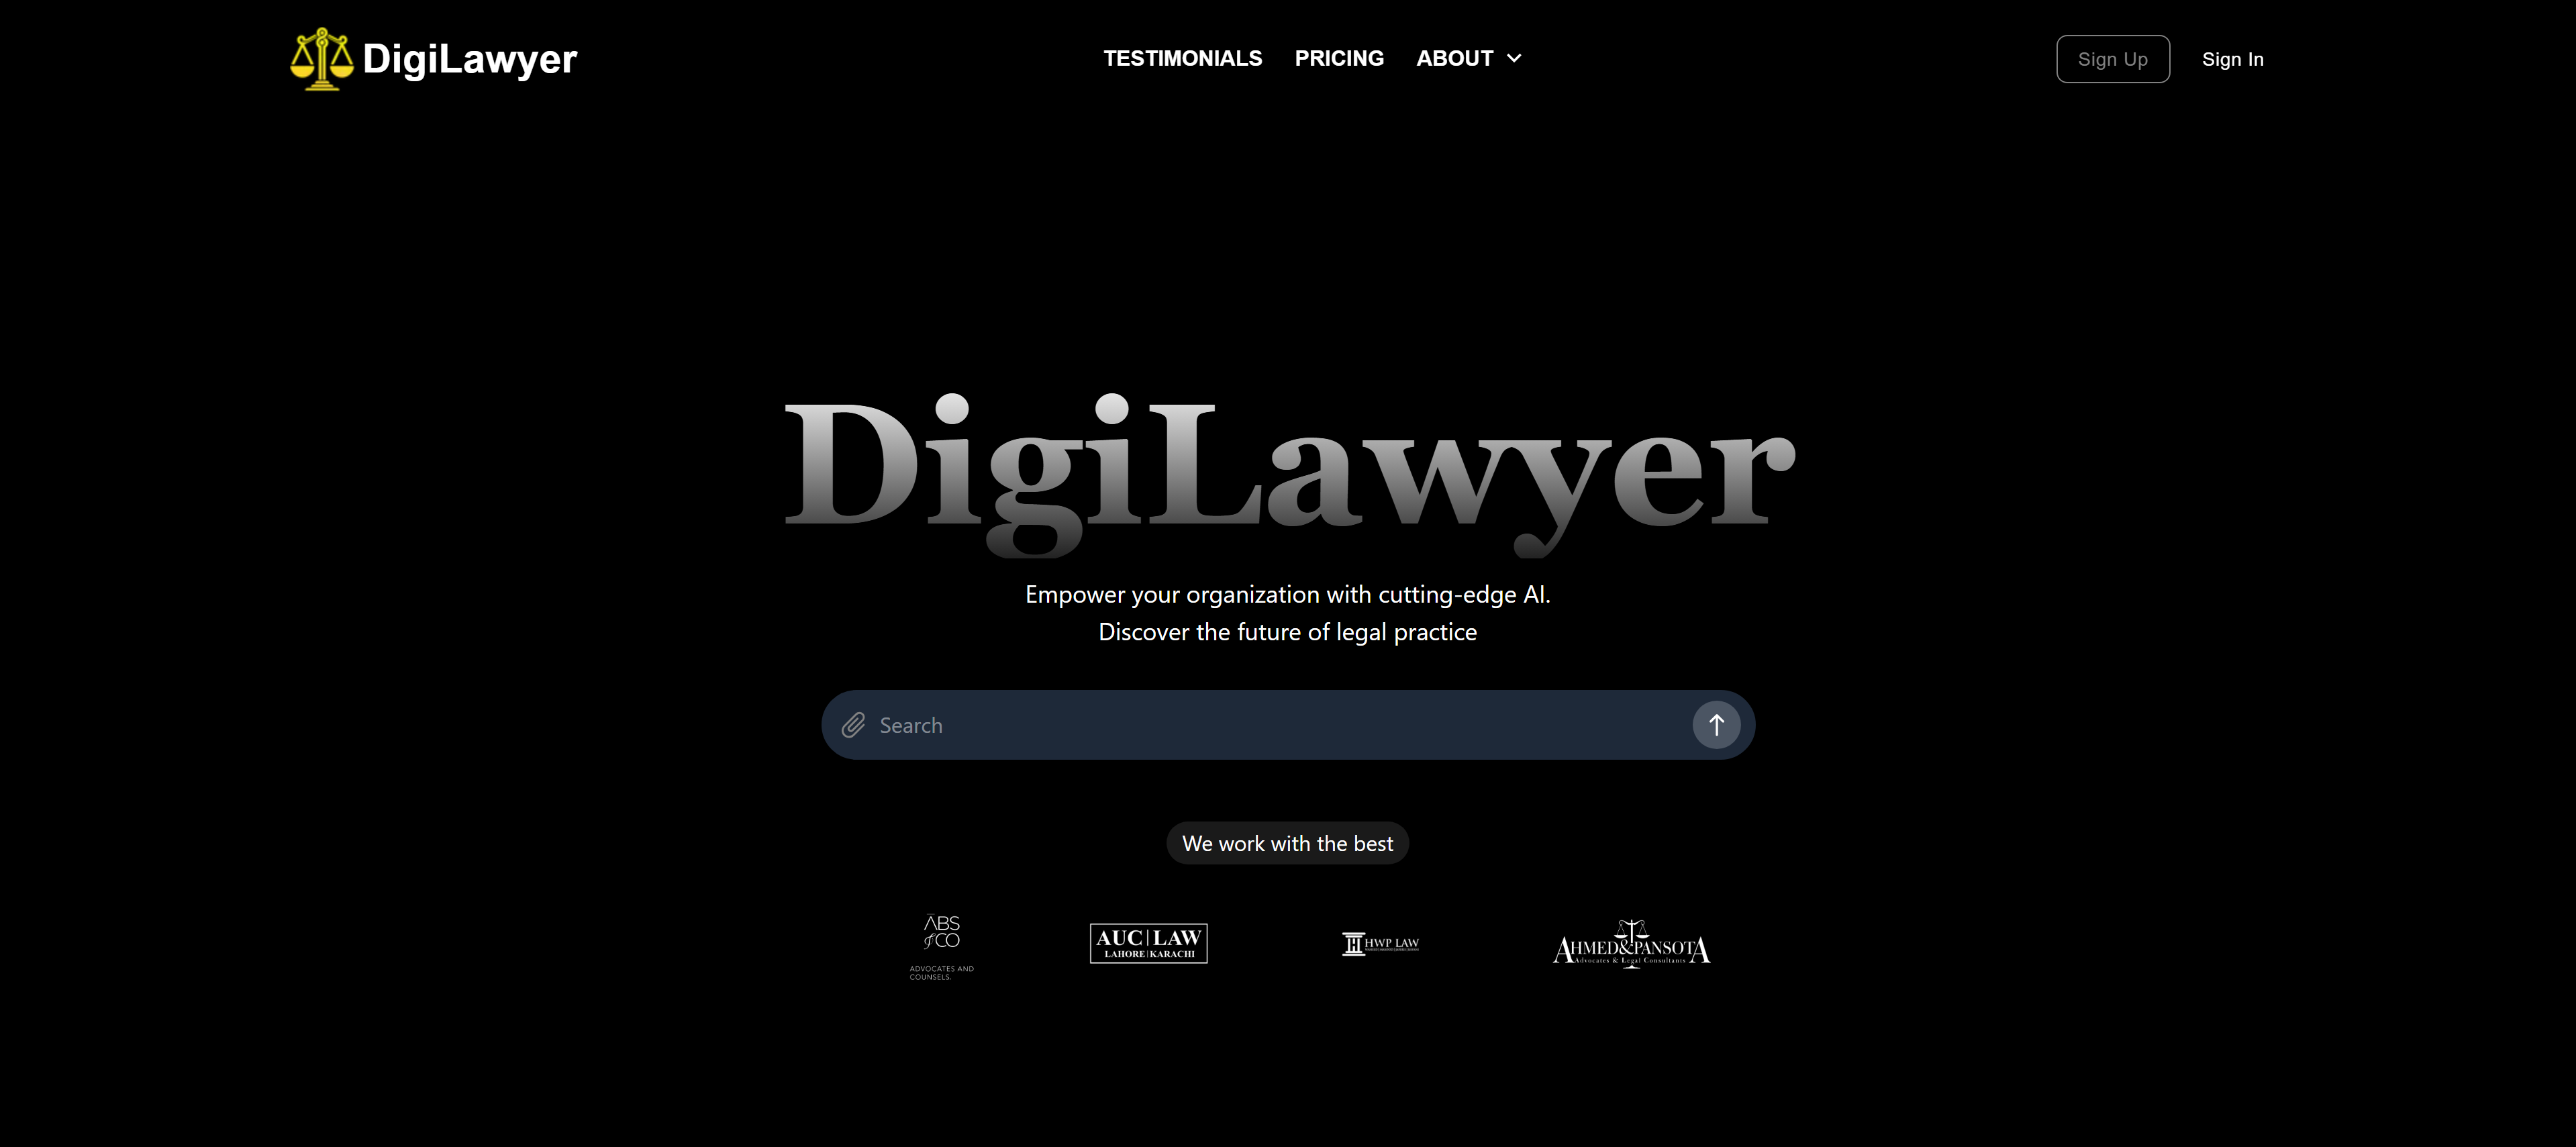 DigiLawyer
TESTIMONIALS
PRICING
ABOUT
Sign Up
Sign In
DigiLawyer
Empower your organization with cutting-edge AI.
Discover the future of legal practice
Search
We work with the best
ABS
& CO
ADVOCATES AND
COUNSELS.
AUC | LAW
LAHORE | KARACHI
HWP LAW
AHMED & PANSOTA
Advocates & Legal Consultants